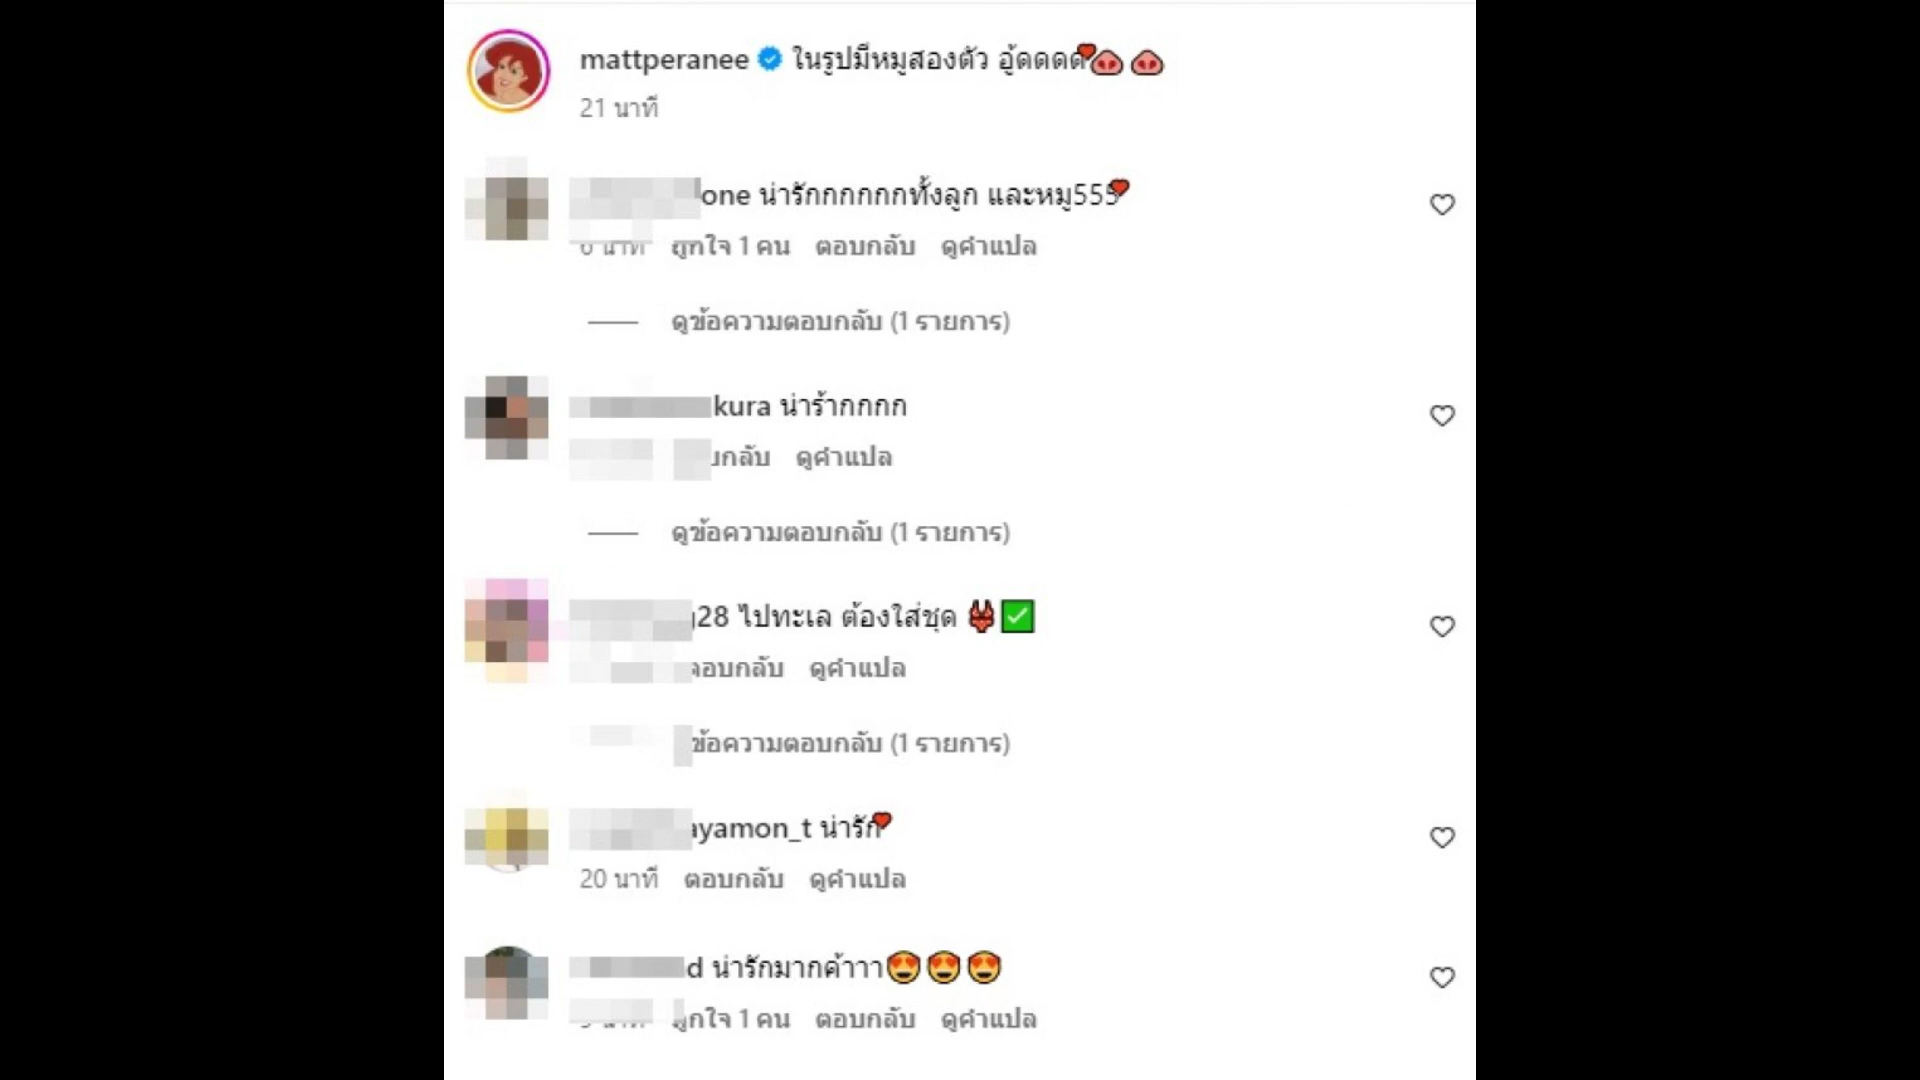 mattperanee ในรูปมีหมูสองตัว อู้ดดดด
21 นาที
one น่ารักกกกกกทั้งลูก และหมู555
ถูกใจ 1 คน ตอบกลับ ดูคำแปล
ดูข้อความตอบกลับ (1 รายการ)
kura น่าร้ากกกก
ดูคำแปล
ดูข้อความตอบกลับ (1 รายการ)
g28 ไปทะเล ต้องใส่ชุด 👙✅
ตอบกลับ ดูคำแปล
ข้อความตอบกลับ (1 รายการ)
ayamon_t น่ารัก
20 นาที ตอบกลับ ดูคำแปล
d น่ารักมากค้าาา😍😍😍
ถูกใจ 1 คน ตอบกลับ ดูคำแปล